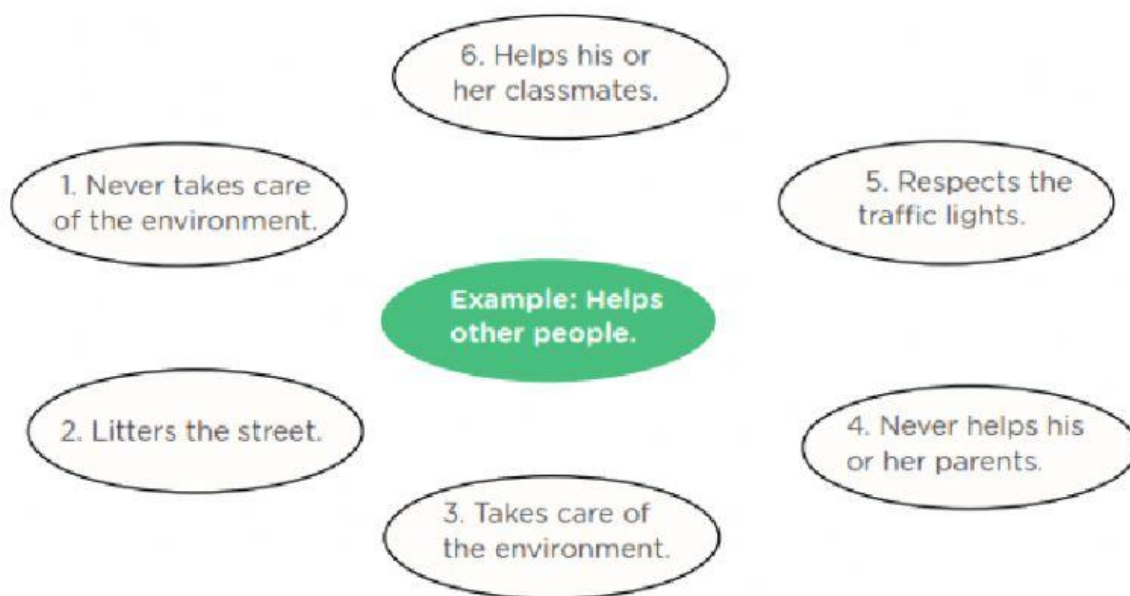 6. Helps his or
her classmates.
1. Never takes care
of the environment.
5. Respects the
traffic lights.
Example: Helps
other people.
2. Litters the street.
4. Never helps his
or her parents.
3. Takes care of
the environment.